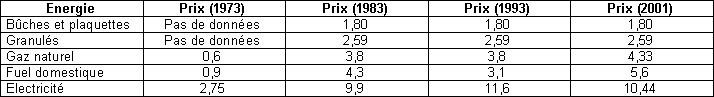 Energie Prix (1973) Prix (1983) Prix (1993) Prix (2001)
Bûches et plaquettes Pas de données 1,80 1,80 1,80
Granulés Pas de données 2,59 2,59 2,59
Gaz naturel 0,6 3,8 3,8 4,33
Fuel domestique 0,9 4,3 3,1 5,6
Electricité 2,75 9,9 11,6 10,44